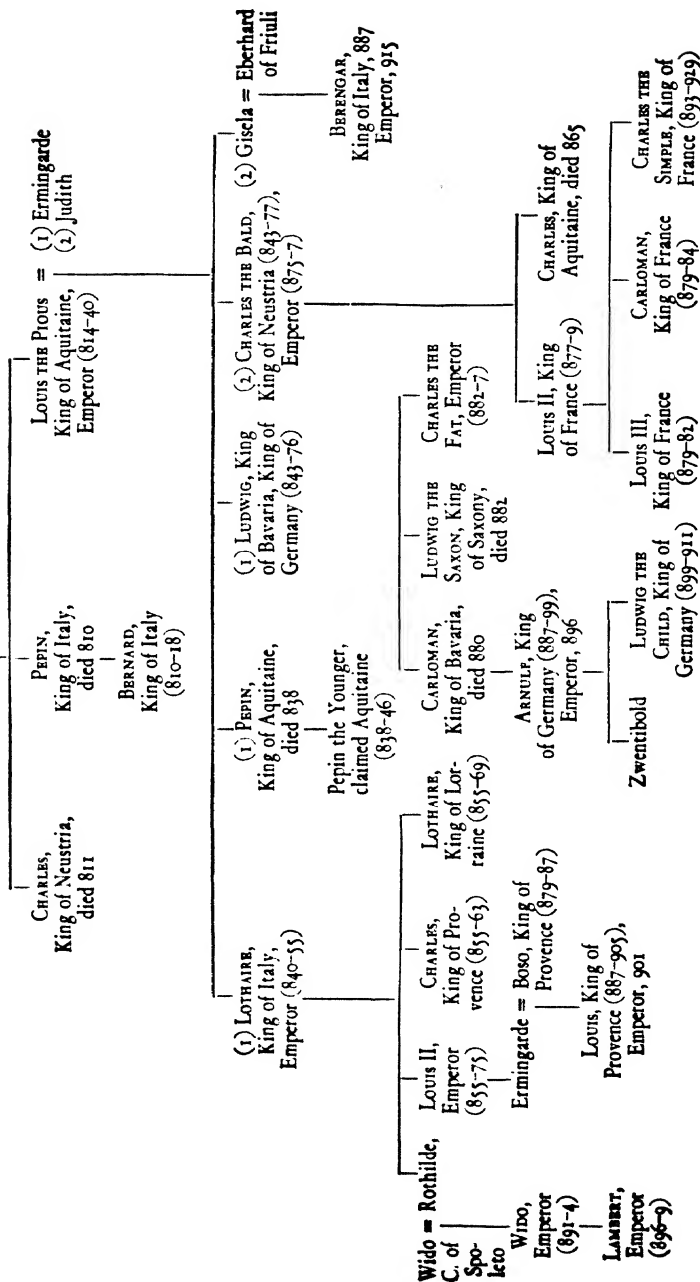 CHARLES,
King of Neustria,
died 811
PEPIN,
King of Italy,
died 810
BERNARD,
King of Italy
(810-18)
LOUIS THE PIOUS
King of Aquitaine,
Emperor (814-40)
= (1) Ermingarde
(2) Judith
(1) LOTHAIRE,
King of Italy,
Emperor (840-55)
(1) PEPIN,
King of Aquitaine,
died 838
Pepin the Younger,
claimed Aquitaine
(838-46)
(1) LUDWIG, King
of Bavaria, King of
Germany (843-76)
(2) CHARLES THE BALD,
King of Neustria (843-77),
Emperor (875-7)
(2) Gisela = Eberhard
of Friuli
BERENGAR,
King of Italy, 887
Emperor, 915
Wido = Rothilde,
C. of
Spo-
leto
WIDO,
Emperor
(891-4)
LAMBERT,
Emperor
(896-9)
LOUIS II,
Emperor
(855-75)
Ermingarde = Boso, King of
Provence (879-87)
LOUIS, King of
Provence (887-905),
Emperor, 901
CHARLES,
King of Pro-
vence (855-63)
LOTHAIRE,
King of Lor-
raine (855-69)
CARLOMAN,
King of Bavaria,
died 880
ARNULF, King
of Germany (887-99),
Emperor, 896
Zwentibold
LUDWIG THE
CHILD, King of
Germany (899-911)
LUDWIG THE
SAXON, King
of Saxony,
died 882
CHARLES THE
FAT, Emperor
(882-7)
LOUIS II, King
of France (877-9)
CHARLES, King of
Aquitaine, died 865
LOUIS III,
King of France
(879-82)
CARLOMAN,
King of France
(879-84)
CHARLES THE
SIMPLE, King of
France (893-929)